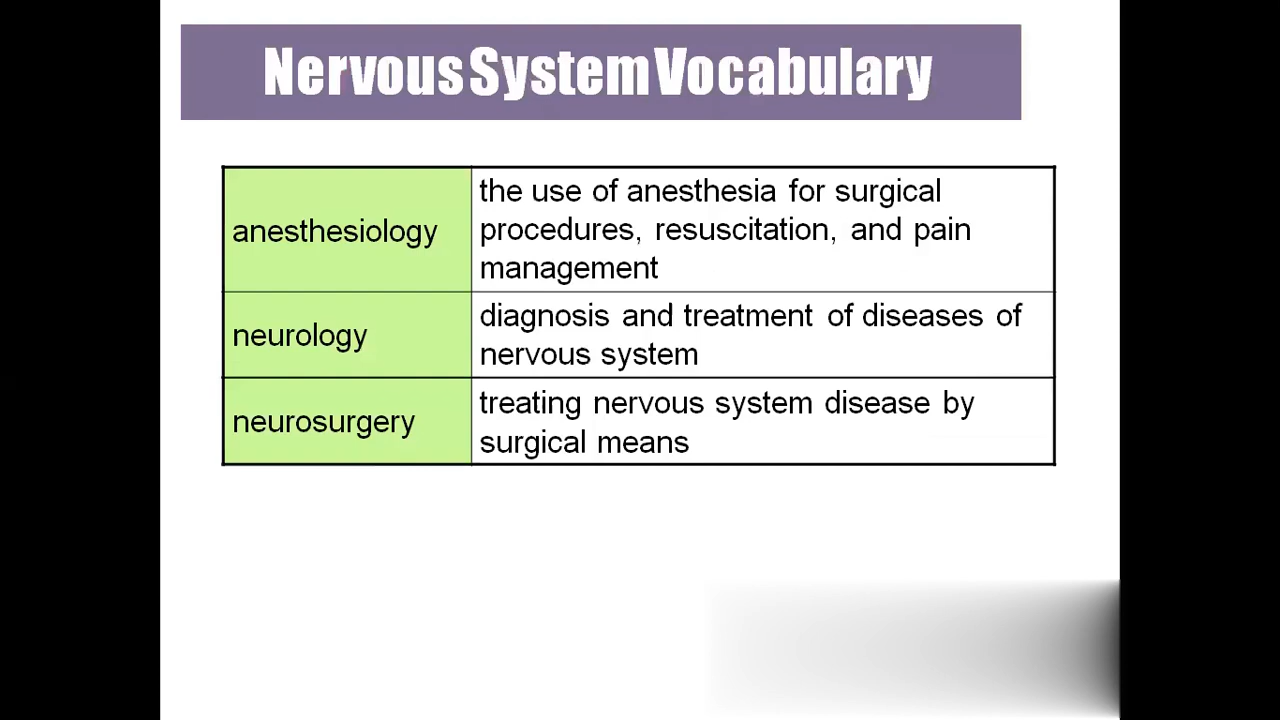 Nervous System Vocabulary
anesthesiology
the use of anesthesia for surgical
procedures, resuscitation, and pain
management
neurology
diagnosis and treatment of diseases of
nervous system
neurosurgery
treating nervous system disease by
surgical means